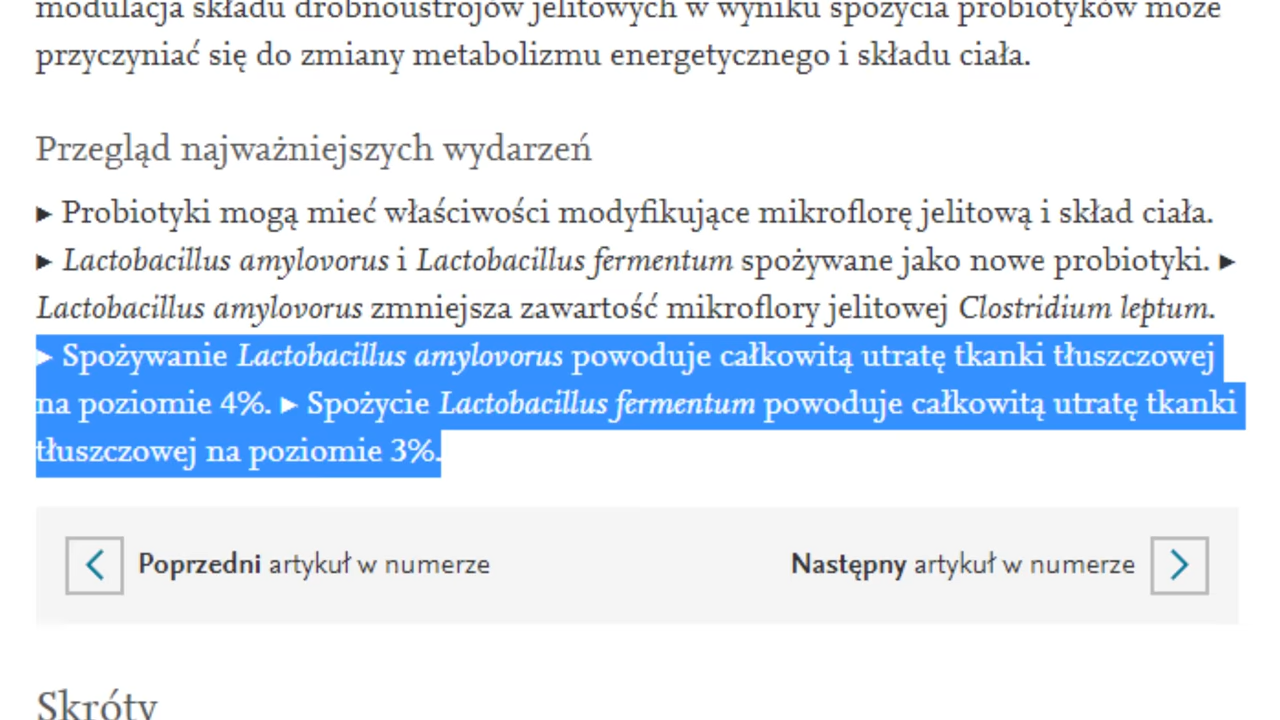 modulacja składu drobnoustrojów jelitowych w wyniku spożycia probiotyków może
przyczyniać się do zmiany metabolizmu energetycznego i składu ciała.
Przegląd najważniejszych wydarzeń
▸ Probiotyki mogą mieć właściwości modyfikujące mikroflorę jelitową i skład ciała.
▸ Lactobacillus amylovorus i Lactobacillus fermentum spożywane jako nowe probiotyki. ▸
Lactobacillus amylovorus zmniejsza zawartość mikroflory jelitowej Clostridium leptum.
▸ Spożywanie Lactobacillus amylovorus powoduje całkowitą utratę tkanki tłuszczowej
na poziomie 4%. ▸ Spożycie Lactobacillus fermentum powoduje całkowitą utratę tkanki
tłuszczowej na poziomie 3%.
Poprzedni artykuł w numerze
Następny artykuł w numerze
Skróty